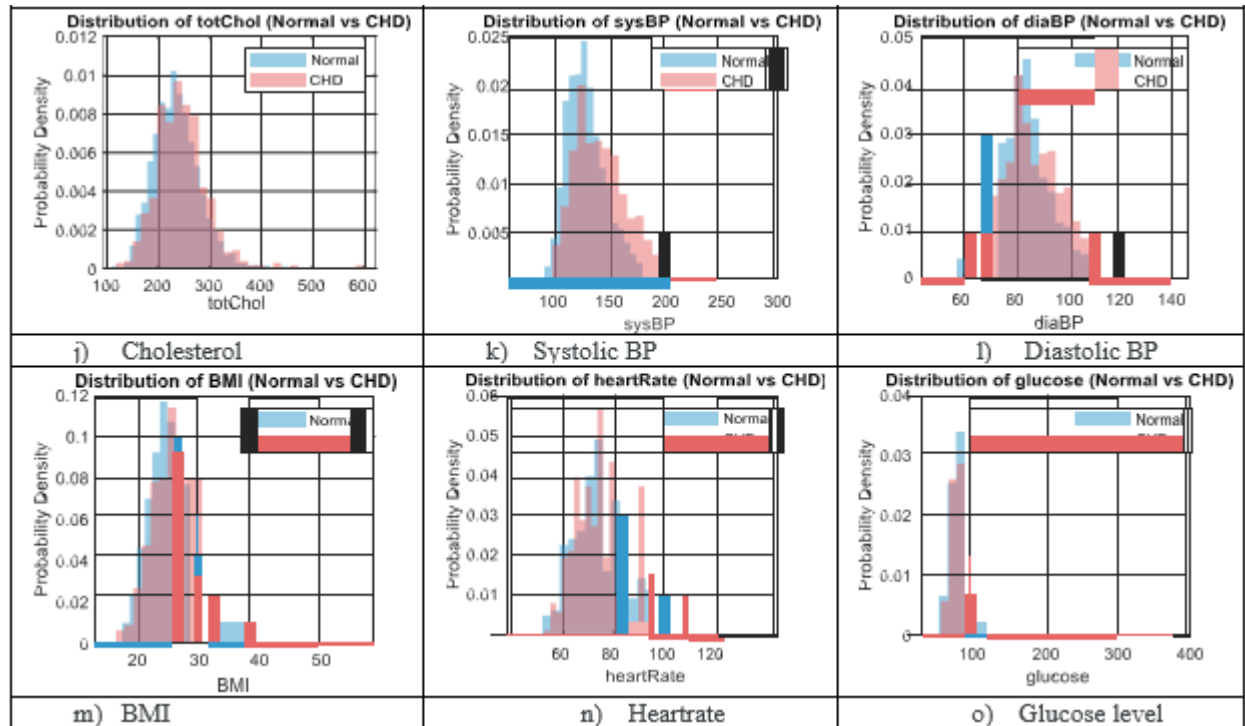 Distribution of totChol (Normal vs CHD)
0.012
0.01
0.008
0.006
0.004
0.002
0
Probability Density
Normal
CHD
100 200 300 400 500 600
totChol
j) Cholesterol
Distribution of sysBP (Normal vs CHD)
0.025
0.02
0.015
0.01
0.005
0
Probability Density
Normal
CHD
100 150 200 250 300
sysBP
k) Systolic BP
Distribution of diaBP (Normal vs CHD)
0.05
0.04
0.03
0.02
0.01
0
Probability Density
Normal
60 80 100 120 140
diaBP
l) Diastolic BP
Distribution of BMI (Normal vs CHD)
0.12
0.1
0.08
0.06
0.04
0.02
0
Probability Density
20 30 40 50
BMI
m) BMI
Distribution of heartRate (Normal vs CHD)
0.06
0.05
0.04
0.03
0.02
0.01
Probability Density
Normal
60 80 100 120
heartRate
n) Heartrate
Distribution of glucose (Normal vs CHD)
0.04
0.03
0.02
0.01
0
Probability Density
Normal
100 200 300 400
glucose
o) Glucose level